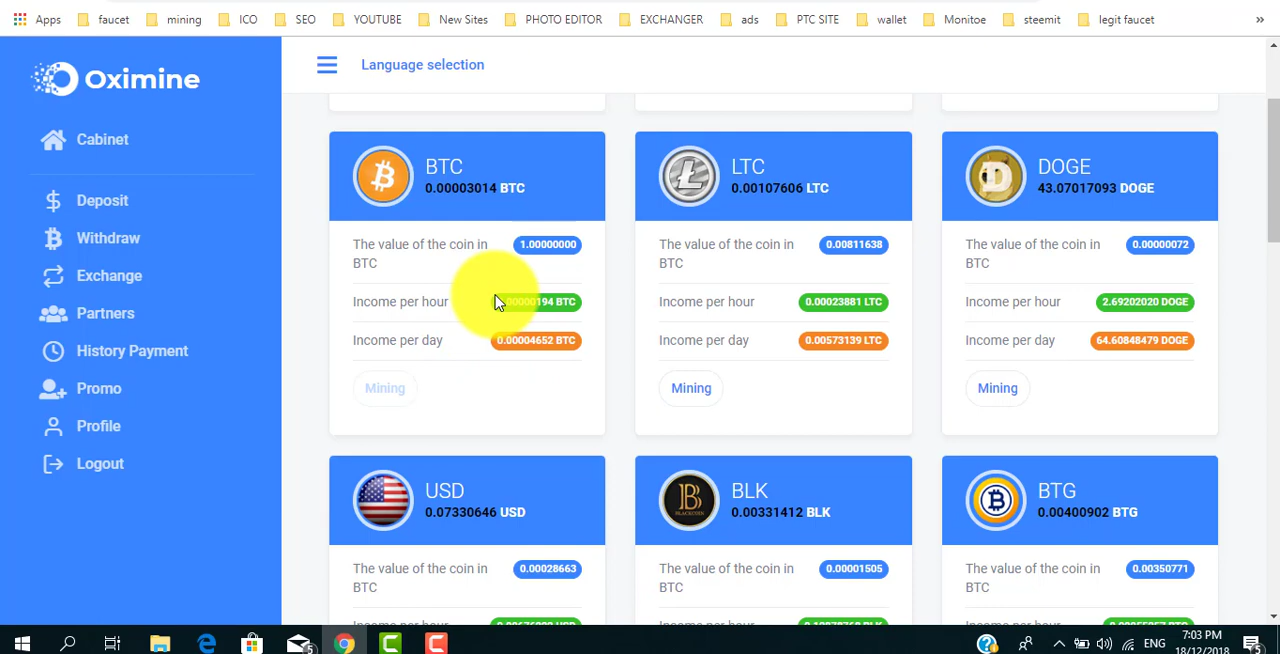 Apps faucet mining ICO SEO YOUTUBE New Sites PHOTO EDITOR EXCHANGER ads PTC SITE wallet Monitoe steemit legit faucet »
Oximine
Language selection
Cabinet
Deposit
Withdraw
Exchange
Partners
History Payment
Promo
Profile
Logout
BTC
0.00003014 BTC
The value of the coin in
BTC
1.00000000
Income per hour
0.00000194 BTC
Income per day
0.00004652 BTC
Mining
LTC
0.00107606 LTC
The value of the coin in
BTC
0.00811638
Income per hour
0.00023881 LTC
Income per day
0.00573139 LTC
Mining
DOGE
43.07017093 DOGE
The value of the coin in
BTC
0.00000072
Income per hour
2.69202020 DOGE
Income per day
64.60848479 DOGE
Mining
USD
0.07330646 USD
The value of the coin in
BTC
0.00028663
BLK
0.00331412 BLK
The value of the coin in
BTC
0.00001505
BTG
0.00400902 BTG
The value of the coin in
BTC
0.00350771
5
ENG
7:03 PM
18/12/2018
5